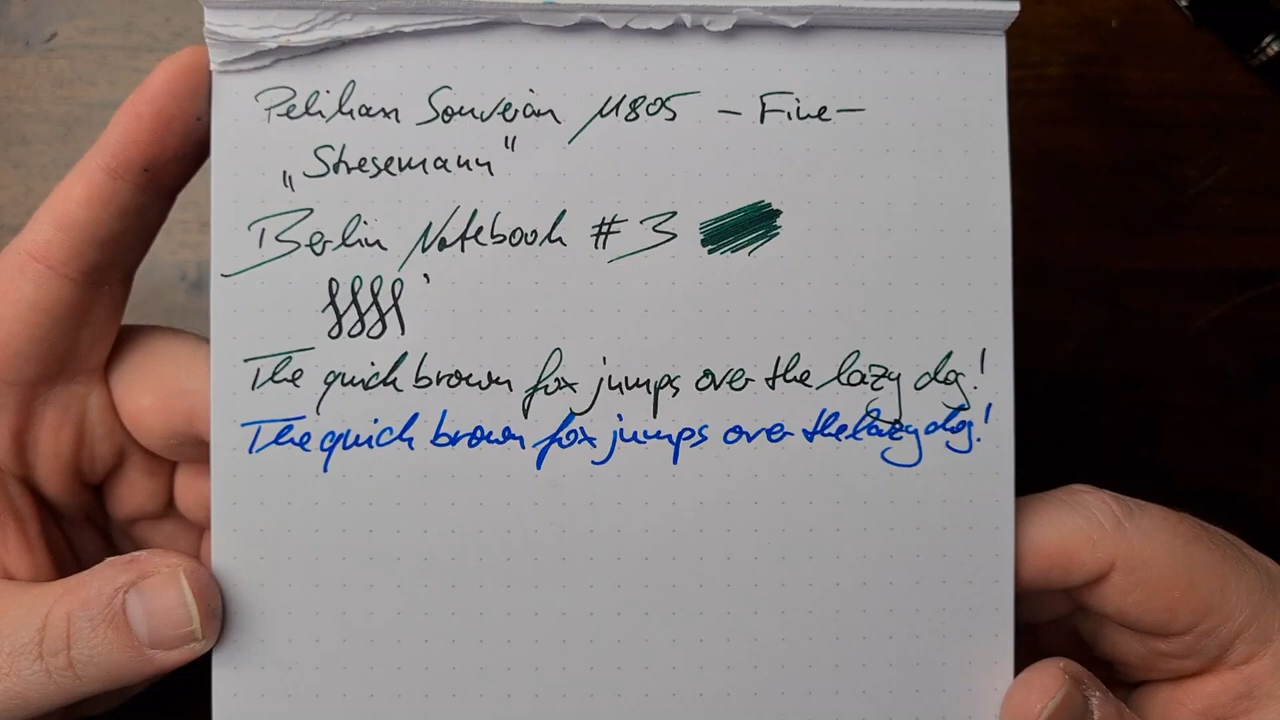 Pelikan Souverän M805 – Fine –
„Stresemann“
Berlin Notebook #3
The quick brown fox jumps over the lazy dog!
The quick brown fox jumps over the lazy dog!